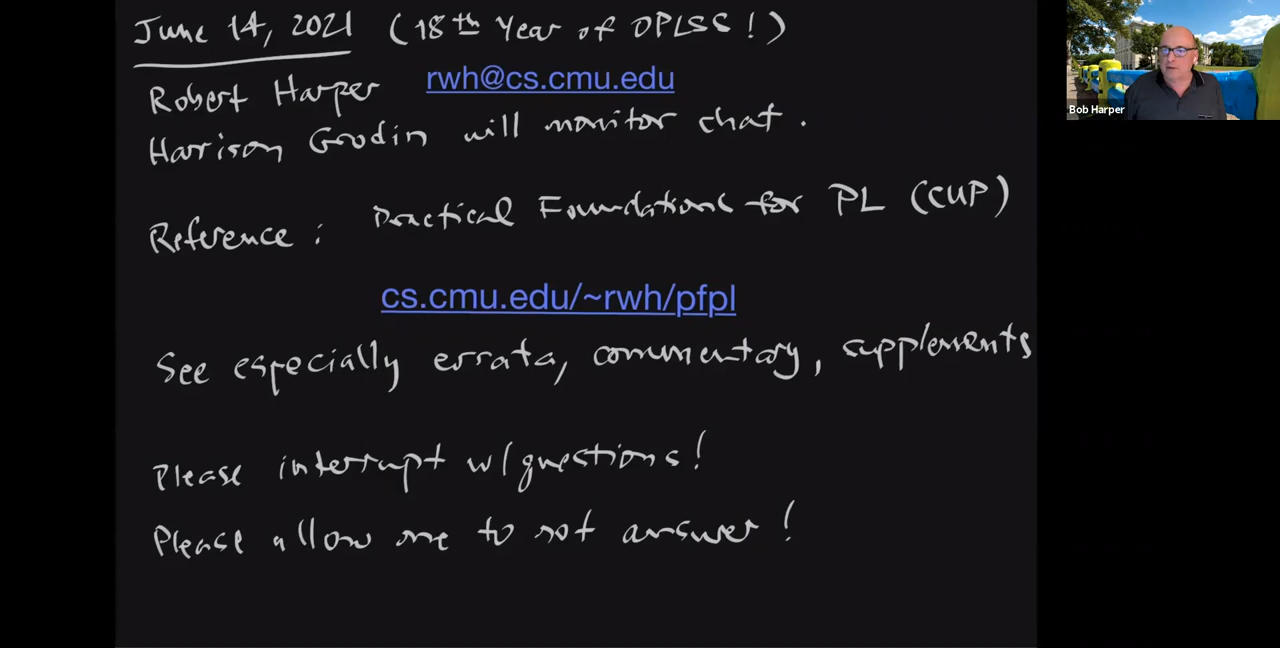 June 14, 2021 (18th Year of OPLSS!)
Robert Harper rwh@cs.cmu.edu
Harrison Grodin will monitor chat.
Reference: Practical Foundations for PL (CUP)
cs.cmu.edu/~rwh/pfpl
See especially errata, commentary, supplements
Please interrupt w/questions!
Please allow me to not answer!
Bob Harper